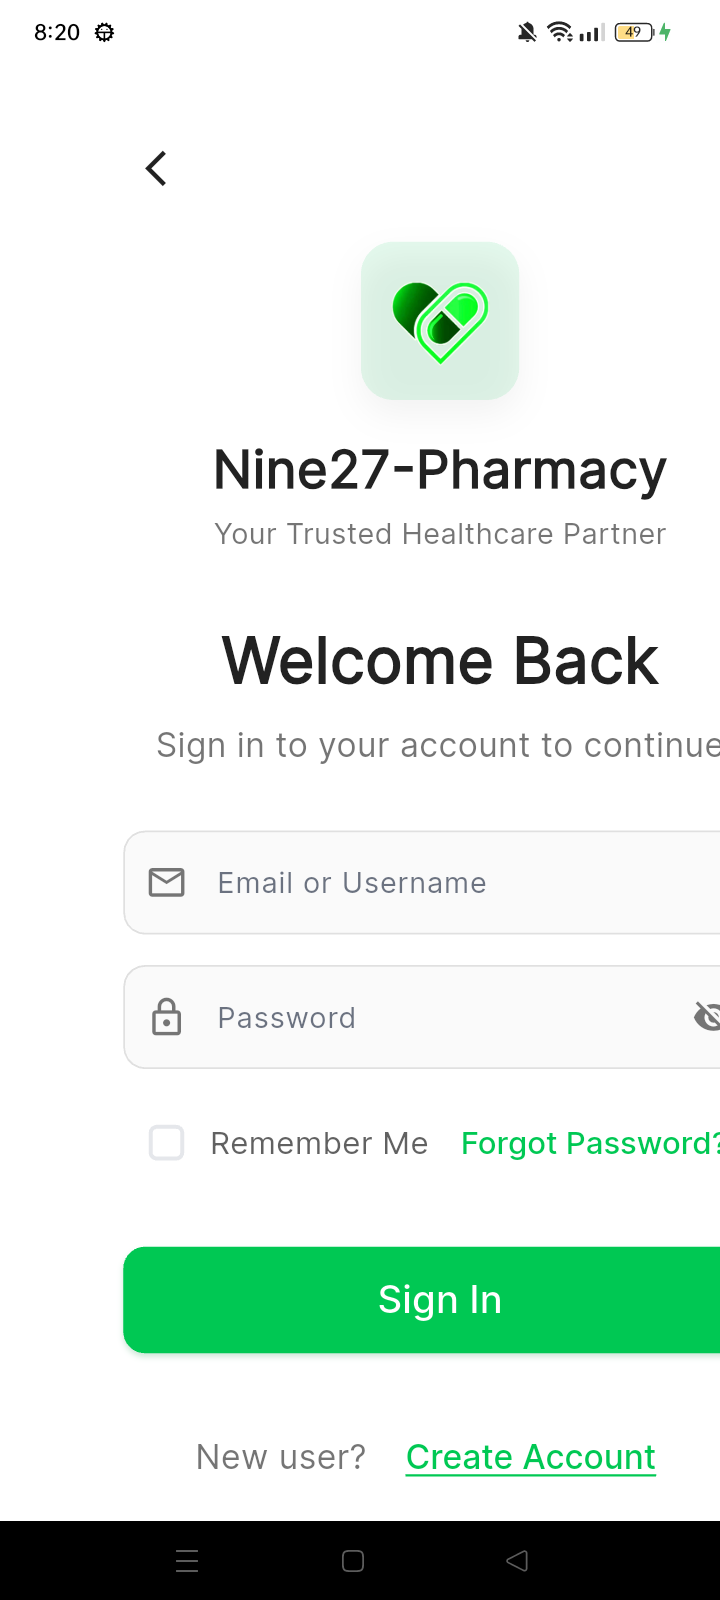 8:20
49
Nine27-Pharmacy
Your Trusted Healthcare Partner
Welcome Back
Sign in to your account to continue
Email or Username
Password
Remember Me Forgot Password?
Sign In
New user? Create Account